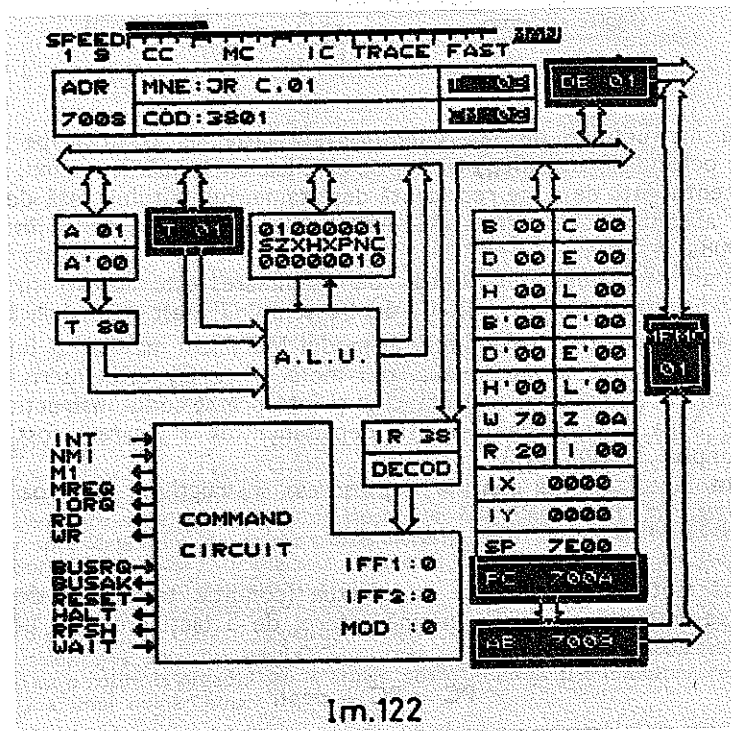 SPEED
1 9 CC MC IC TRACE FAST
ADR MNE:JR C.01
7008 COD:3801
DE 01
A 01
A'00
T 01
01000001
SZXHXPNC
00000010
T 80
A.L.U.
B 00 C 00
D 00 E 00
H 00 L 00
B'00 C'00
D'00 E'00
H'00 L'00
W 70 Z 0A
R 20 I 00
IX 0000
IY 0000
SP 7E00
PC 700A
01
IR 38
DECOD
INT
NMI
M1
MREQ
IORQ
RD
WR
BUSRQ
BUSAK
RESET
HALT
RFSH
WAIT
COMMAND
CIRCUIT
IFF1:0
IFF2:0
MOD :0
Im.122